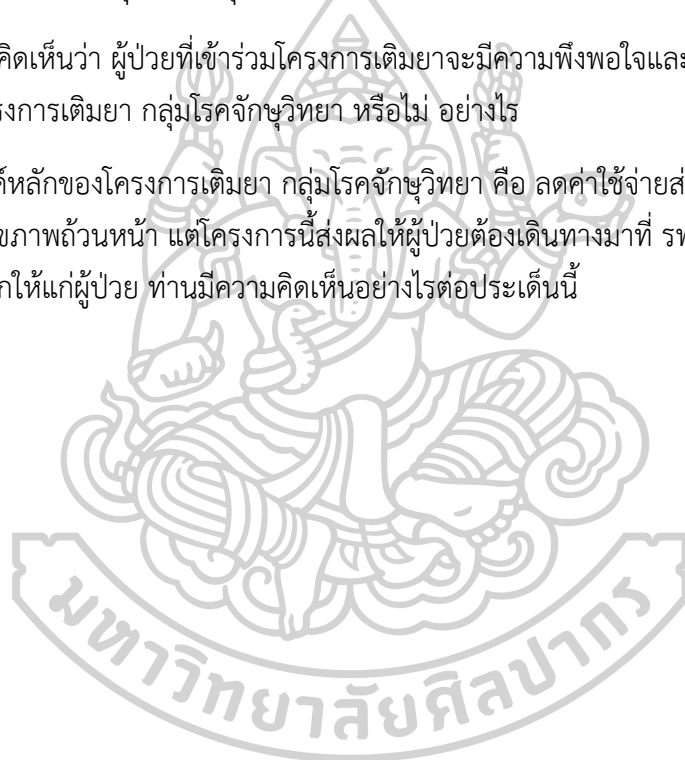 คิดเห็นว่า ผู้ป่วยที่เข้าร่วมโครงการเติมยาจะมีความพึงพอใจและ
งการเติมยา กลุ่มโรคจักษุวิทยา หรือไม่ อย่างไร
ค์หลักของโครงการเติมยา กลุ่มโรคจักษุวิทยา คือ ลดค่าใช้จ่ายส่
ขภาพถ้วนหน้า แต่โครงการนี้ส่งผลให้ผู้ป่วยต้องเดินทางมาที่ รพ
กให้แก่ผู้ป่วย ท่านมีความคิดเห็นอย่างไรต่อประเด็นนี้
มหาวิทยาลัยศิลปากร